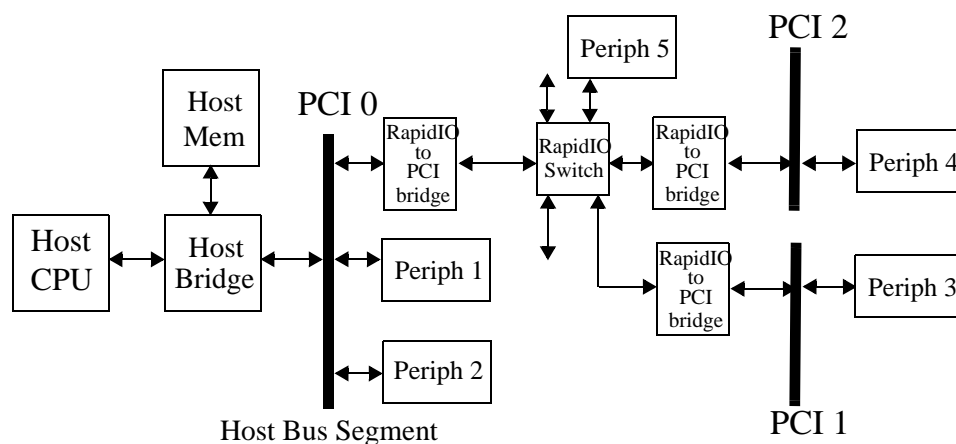 PCI 2
Periph 5
Host
Mem
PCI 0
RapidIO
to
PCI
bridge
RapidIO
Switch
RapidIO
to
PCI
bridge
Periph 4
Host
CPU
Host
Bridge
Periph 1
RapidIO
to
PCI
bridge
Periph 3
Periph 2
PCI 1
Host Bus Segment